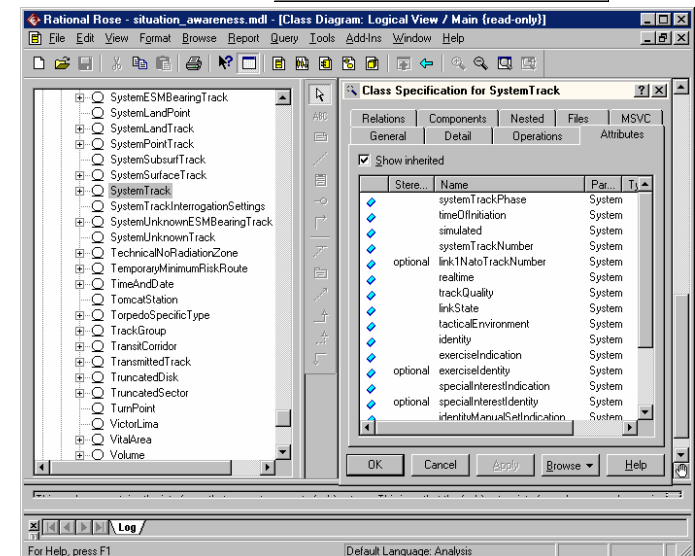 Rational Rose - situation_awareness.mdl - [Class Diagram: Logical View / Main (read-only)]
File Edit View Format Browse Report Query Tools Add-Ins Window Help
SystemESMBearingTrack
SystemLandPoint
SystemLandTrack
SystemPointTrack
SystemSubsurfTrack
SystemSurfaceTrack
SystemTrack
SystemTrackInterrogationSettings
SystemUnknownESMBearingTrack
SystemUnknownTrack
TechnicalNoRadiationZone
TemporaryMinimumRiskRoute
TimeAndDate
TomcatStation
TorpedoSpecificType
TrackGroup
TransitCorridor
TransmittedTrack
TruncatedDisk
TruncatedSector
TurnPoint
VictorLima
VitalArea
Volume
ABC
Class Specification for SystemTrack
Relations Components Nested Files MSVC
General Detail Operations Attributes
Show inherited
Stere... Name Par... Ty
systemTrackPhase System
timeOfInitiation System
simulated System
systemTrackNumber System
optional link1NatoTrackNumber System
realtime System
trackQuality System
linkState System
tacticalEnvironment System
identity System
exerciseIndication System
optional exerciseIdentity System
specialInterestIndication System
optional specialInterestIdentity System
identityManualSetIndication System
OK Cancel Apply Browse Help
Log
For Help, press F1 Default Language: Analysis